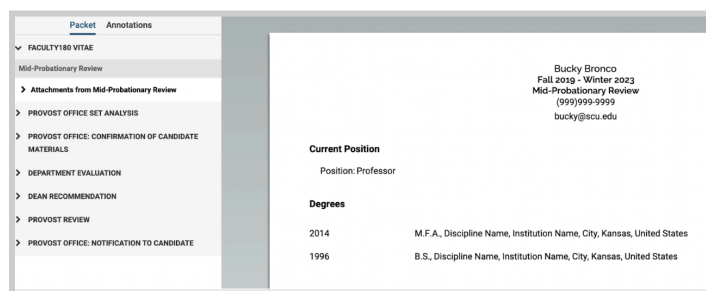 Packet Annotations
FACULTY180 VITAE
Mid-Probationary Review
Attachments from Mid-Probationary Review
PROVOST OFFICE SET ANALYSIS
PROVOST OFFICE: CONFIRMATION OF CANDIDATE
MATERIALS
DEPARTMENT EVALUATION
DEAN RECOMMENDATION
PROVOST REVIEW
PROVOST OFFICE: NOTIFICATION TO CANDIDATE
Bucky Bronco
Fall 2019 - Winter 2023
Mid-Probationary Review
(999)999-9999
bucky@scu.edu
Current Position
Position: Professor
Degrees
2014 M.F.A., Discipline Name, Institution Name, City, Kansas, United States
1996 B.S., Discipline Name, Institution Name, City, Kansas, United States